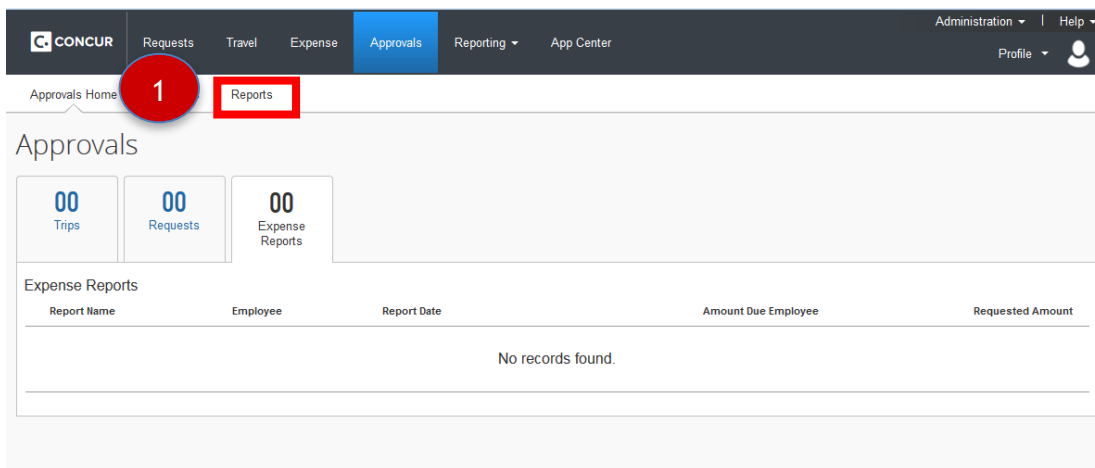 Administration | Help
C. CONCUR Requests Travel Expense Approvals Reporting App Center
Profile
Approvals Home 1 Reports
Approvals
00 00 00
Trips Requests Expense
Reports
Expense Reports
Report Name Employee Report Date Amount Due Employee Requested Amount
No records found.